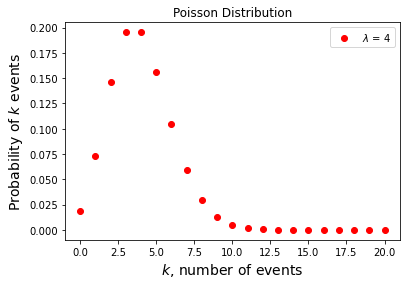 Poisson Distribution
λ = 4
0.200
0.175
0.150
0.125
0.100
0.075
0.050
0.025
0.000
Probability of k events
0.0 2.5 5.0 7.5 10.0 12.5 15.0 17.5 20.0
k, number of events